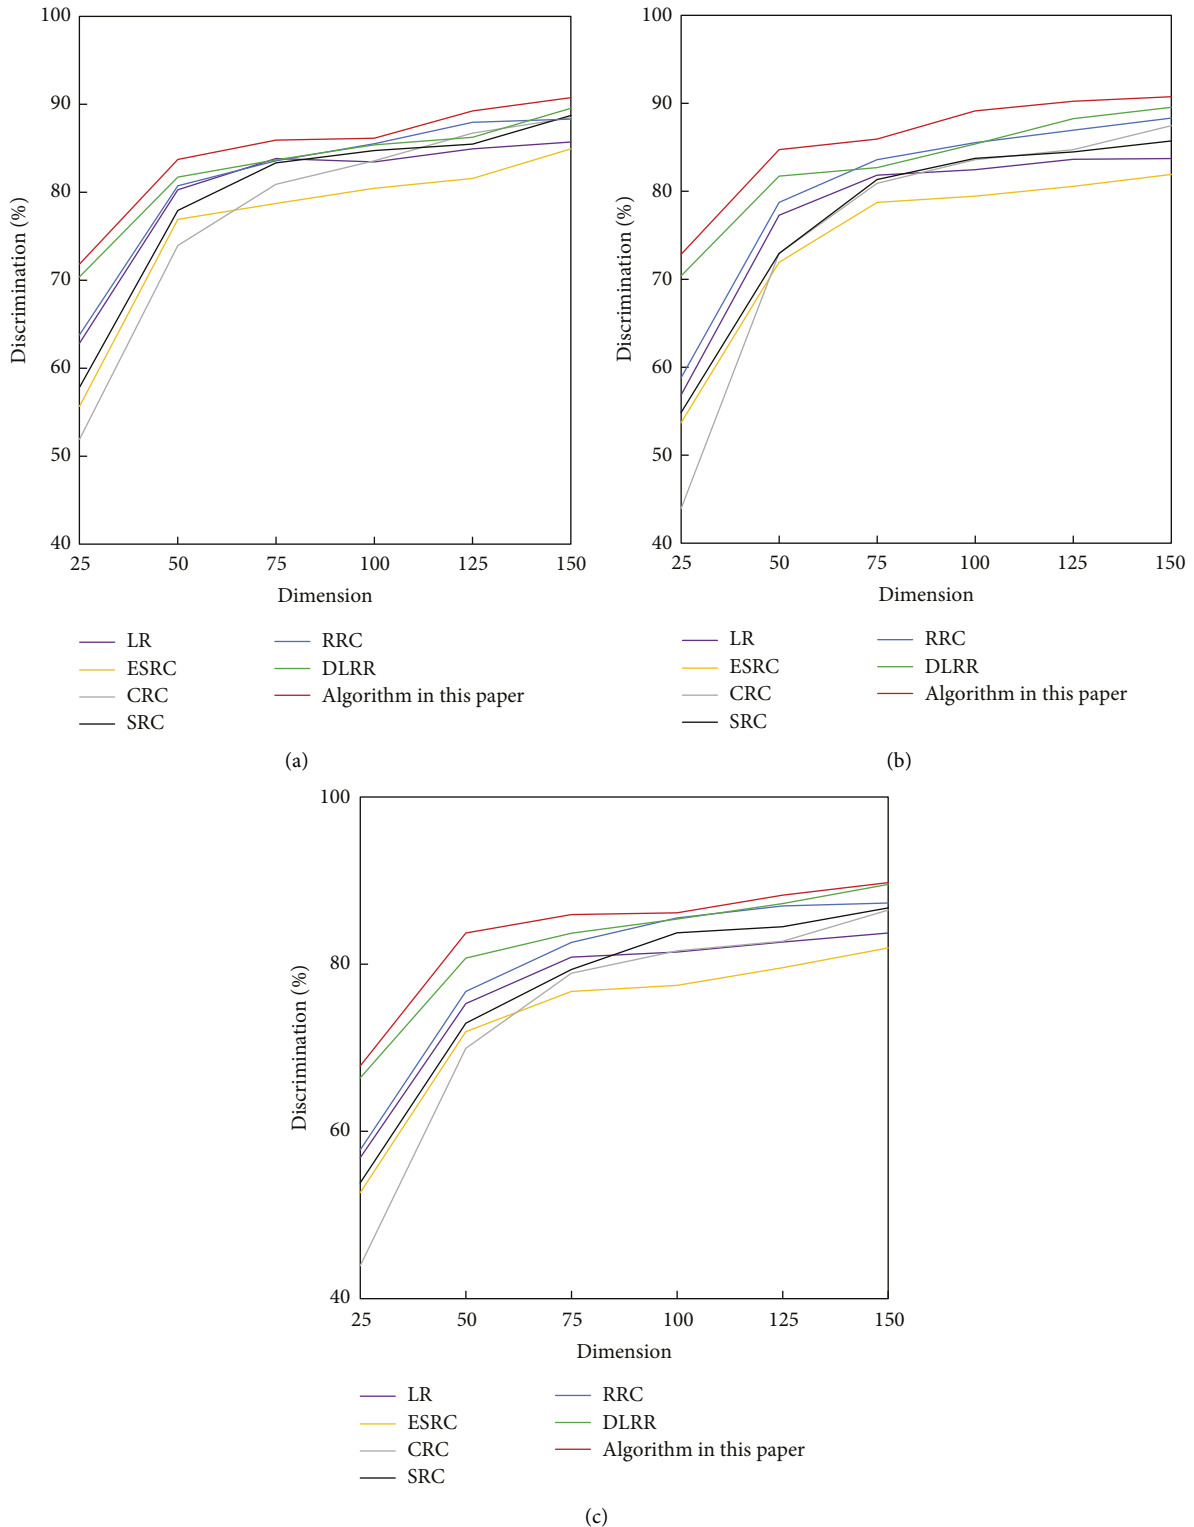 100
90
80
70
60
50
40
Discrimination (%)
25 50 75 100 125 150
Dimension
LR RRC
ESRC DLRR
CRC Algorithm in this paper
SRC
(a)
100
90
80
70
60
50
40
Discrimination (%)
25 50 75 100 125 150
Dimension
LR RRC
ESRC DLRR
CRC Algorithm in this paper
SRC
(b)
100
80
60
40
Discrimination (%)
25 50 75 100 125 150
Dimension
LR RRC
ESRC DLRR
CRC Algorithm in this paper
SRC
(c)